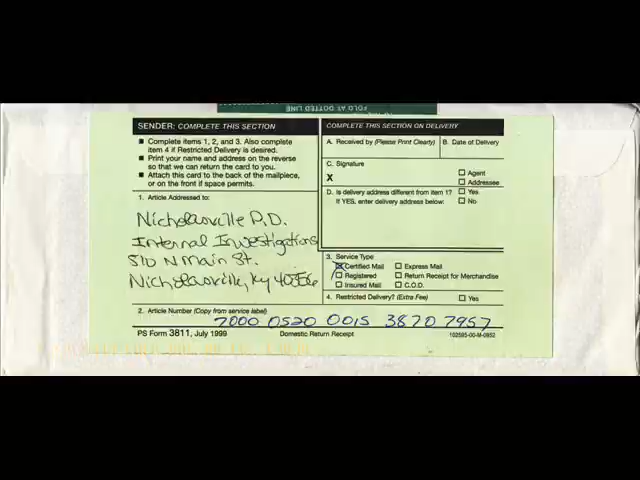 FOLD AT DOTTED LINE
SENDER: COMPLETE THIS SECTION
■ Complete items 1, 2, and 3. Also complete
item 4 if Restricted Delivery is desired.
■ Print your name and address on the reverse
so that we can return the card to you.
■ Attach this card to the back of the mailpiece,
or on the front if space permits.
1. Article Addressed to:
Nicholasville P.D.
Internal Investigations
510 N Main St.
Nicholasville, Ky 40356
COMPLETE THIS SECTION ON DELIVERY
A. Received by (Please Print Clearly) B. Date of Delivery
C. Signature
X
☐ Agent
☐ Addressee
D. Is delivery address different from item 1? ☐ Yes
If YES, enter delivery address below: ☐ No
3. Service Type
☒ Certified Mail ☐ Express Mail
☐ Registered ☐ Return Receipt for Merchandise
☐ Insured Mail ☐ C.O.D.
4. Restricted Delivery? (Extra Fee) ☐ Yes
2. Article Number (Copy from service label)
7000 0520 0015 3870 7957
PS Form 3811, July 1999 Domestic Return Receipt 102595-00-M-0952